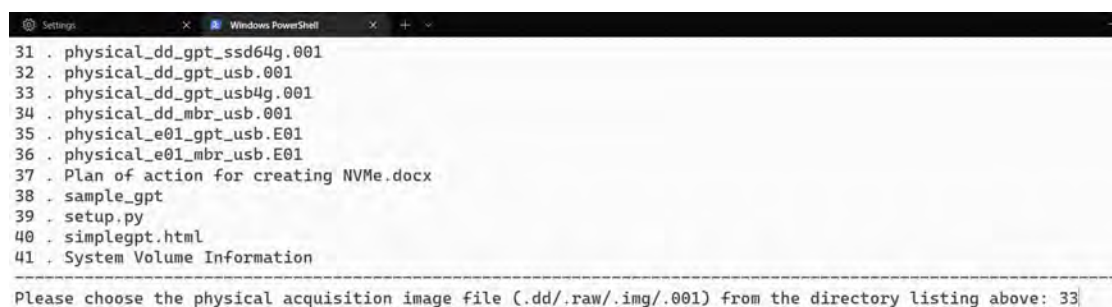 Settings
Windows PowerShell
31 . physical_dd_gpt_ssd64g.001
32 . physical_dd_gpt_usb.001
33 . physical_dd_gpt_usb4g.001
34 . physical_dd_mbr_usb.001
35 . physical_e01_gpt_usb.E01
36 . physical_e01_mbr_usb.E01
37 . Plan of action for creating NVMe.docx
38 . sample_gpt
39 . setup.py
40 . simplegpt.html
41 . System Volume Information
Please choose the physical acquisition image file (.dd/.raw/.img/.001) from the directory listing above: 33